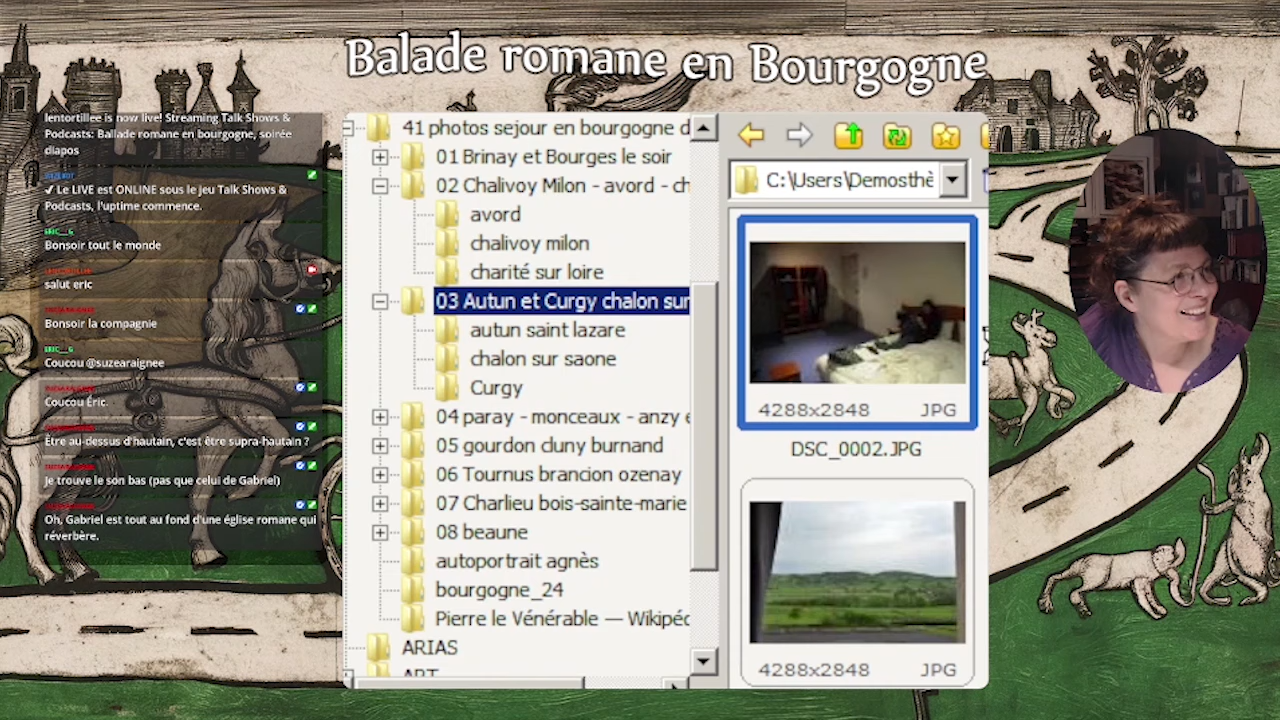 Balade romane en Bourgogne
lentortillee is now live! Streaming Talk Shows &
Podcasts: Ballade romane en bourgogne, soirée
diapos
✔ Le LIVE est ONLINE sous le jeu Talk Shows &
Podcasts, l'uptime commence.
ERIC__G
Bonsoir tout le monde
salut eric
Bonsoir la compagnie
ERIC__G
Coucou @suzearaignee
Coucou Éric.
Être au-dessus d'hautain, c'est être supra-hautain ?
Je trouve le son bas (pas que celui de Gabriel)
Oh, Gabriel est tout au fond d'une église romane qui
réverbère.
41 photos sejour en bourgogne d
01 Brinay et Bourges le soir
02 Chalivoy Milon - avord - ch
avord
chalivoy milon
charité sur loire
03 Autun et Curgy chalon sur
autun saint lazare
chalon sur saone
Curgy
04 paray - monceaux - anzy e
05 gourdon cluny burnand
06 Tournus brancion ozenay
07 Charlieu bois-sainte-marie
08 beaune
autoportrait agnès
bourgogne_24
Pierre le Vénérable — Wikipéc
ARIAS
ART
C:\Users\Demosthè
4288x2848 JPG
DSC_0002.JPG
4288x2848 JPG